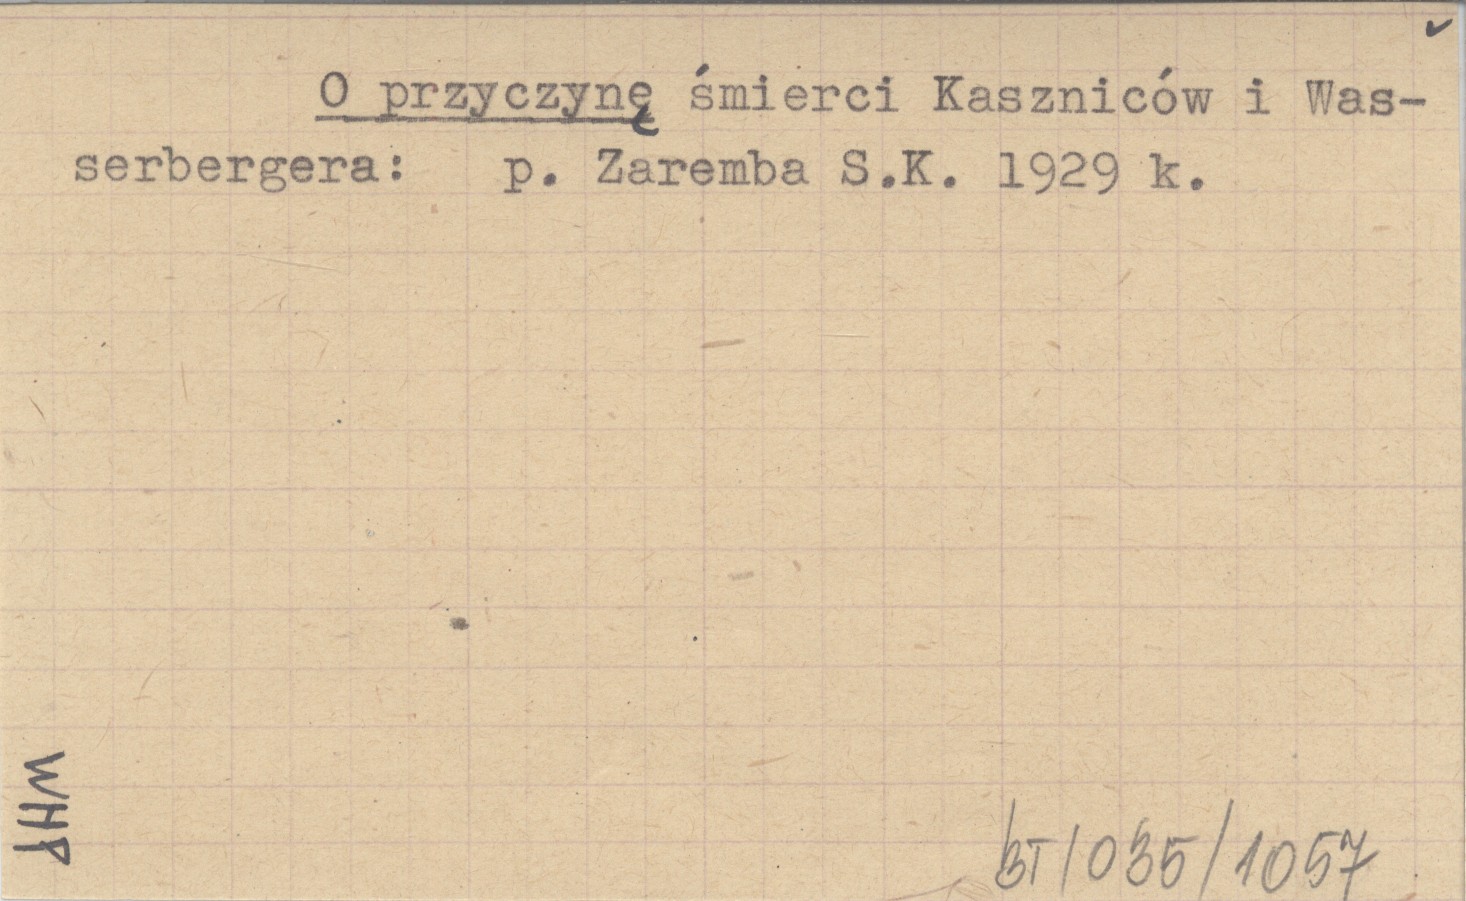 O przyczynę śmierci Kaszniców i Was-
serbergera: p. Zaremba S.K. 1929 k.
WHP
BT/035/1057